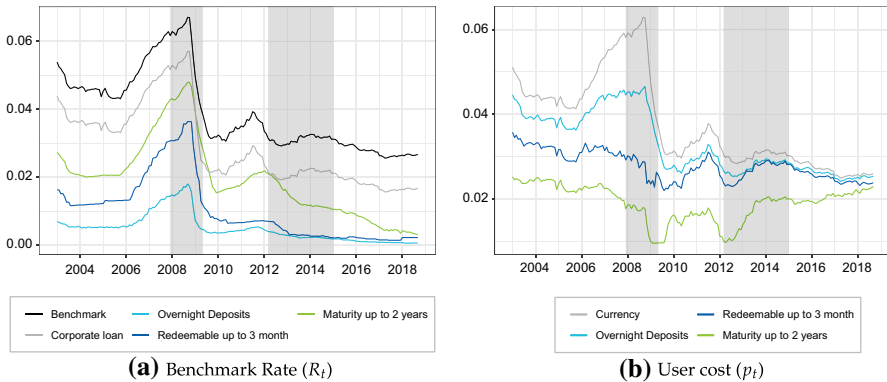 0.06
0.04
0.02
0.00
2004 2006 2008 2010 2012 2014 2016 2018
Benchmark Overnight Deposits Maturity up to 2 years
Corporate loan Redeemable up to 3 month
(a) Benchmark Rate (Rt)
0.06
0.04
0.02
2004 2006 2008 2010 2012 2014 2016 2018
Currency Redeemable up to 3 month
Overnight Deposits Maturity up to 2 years
(b) User cost (pt)